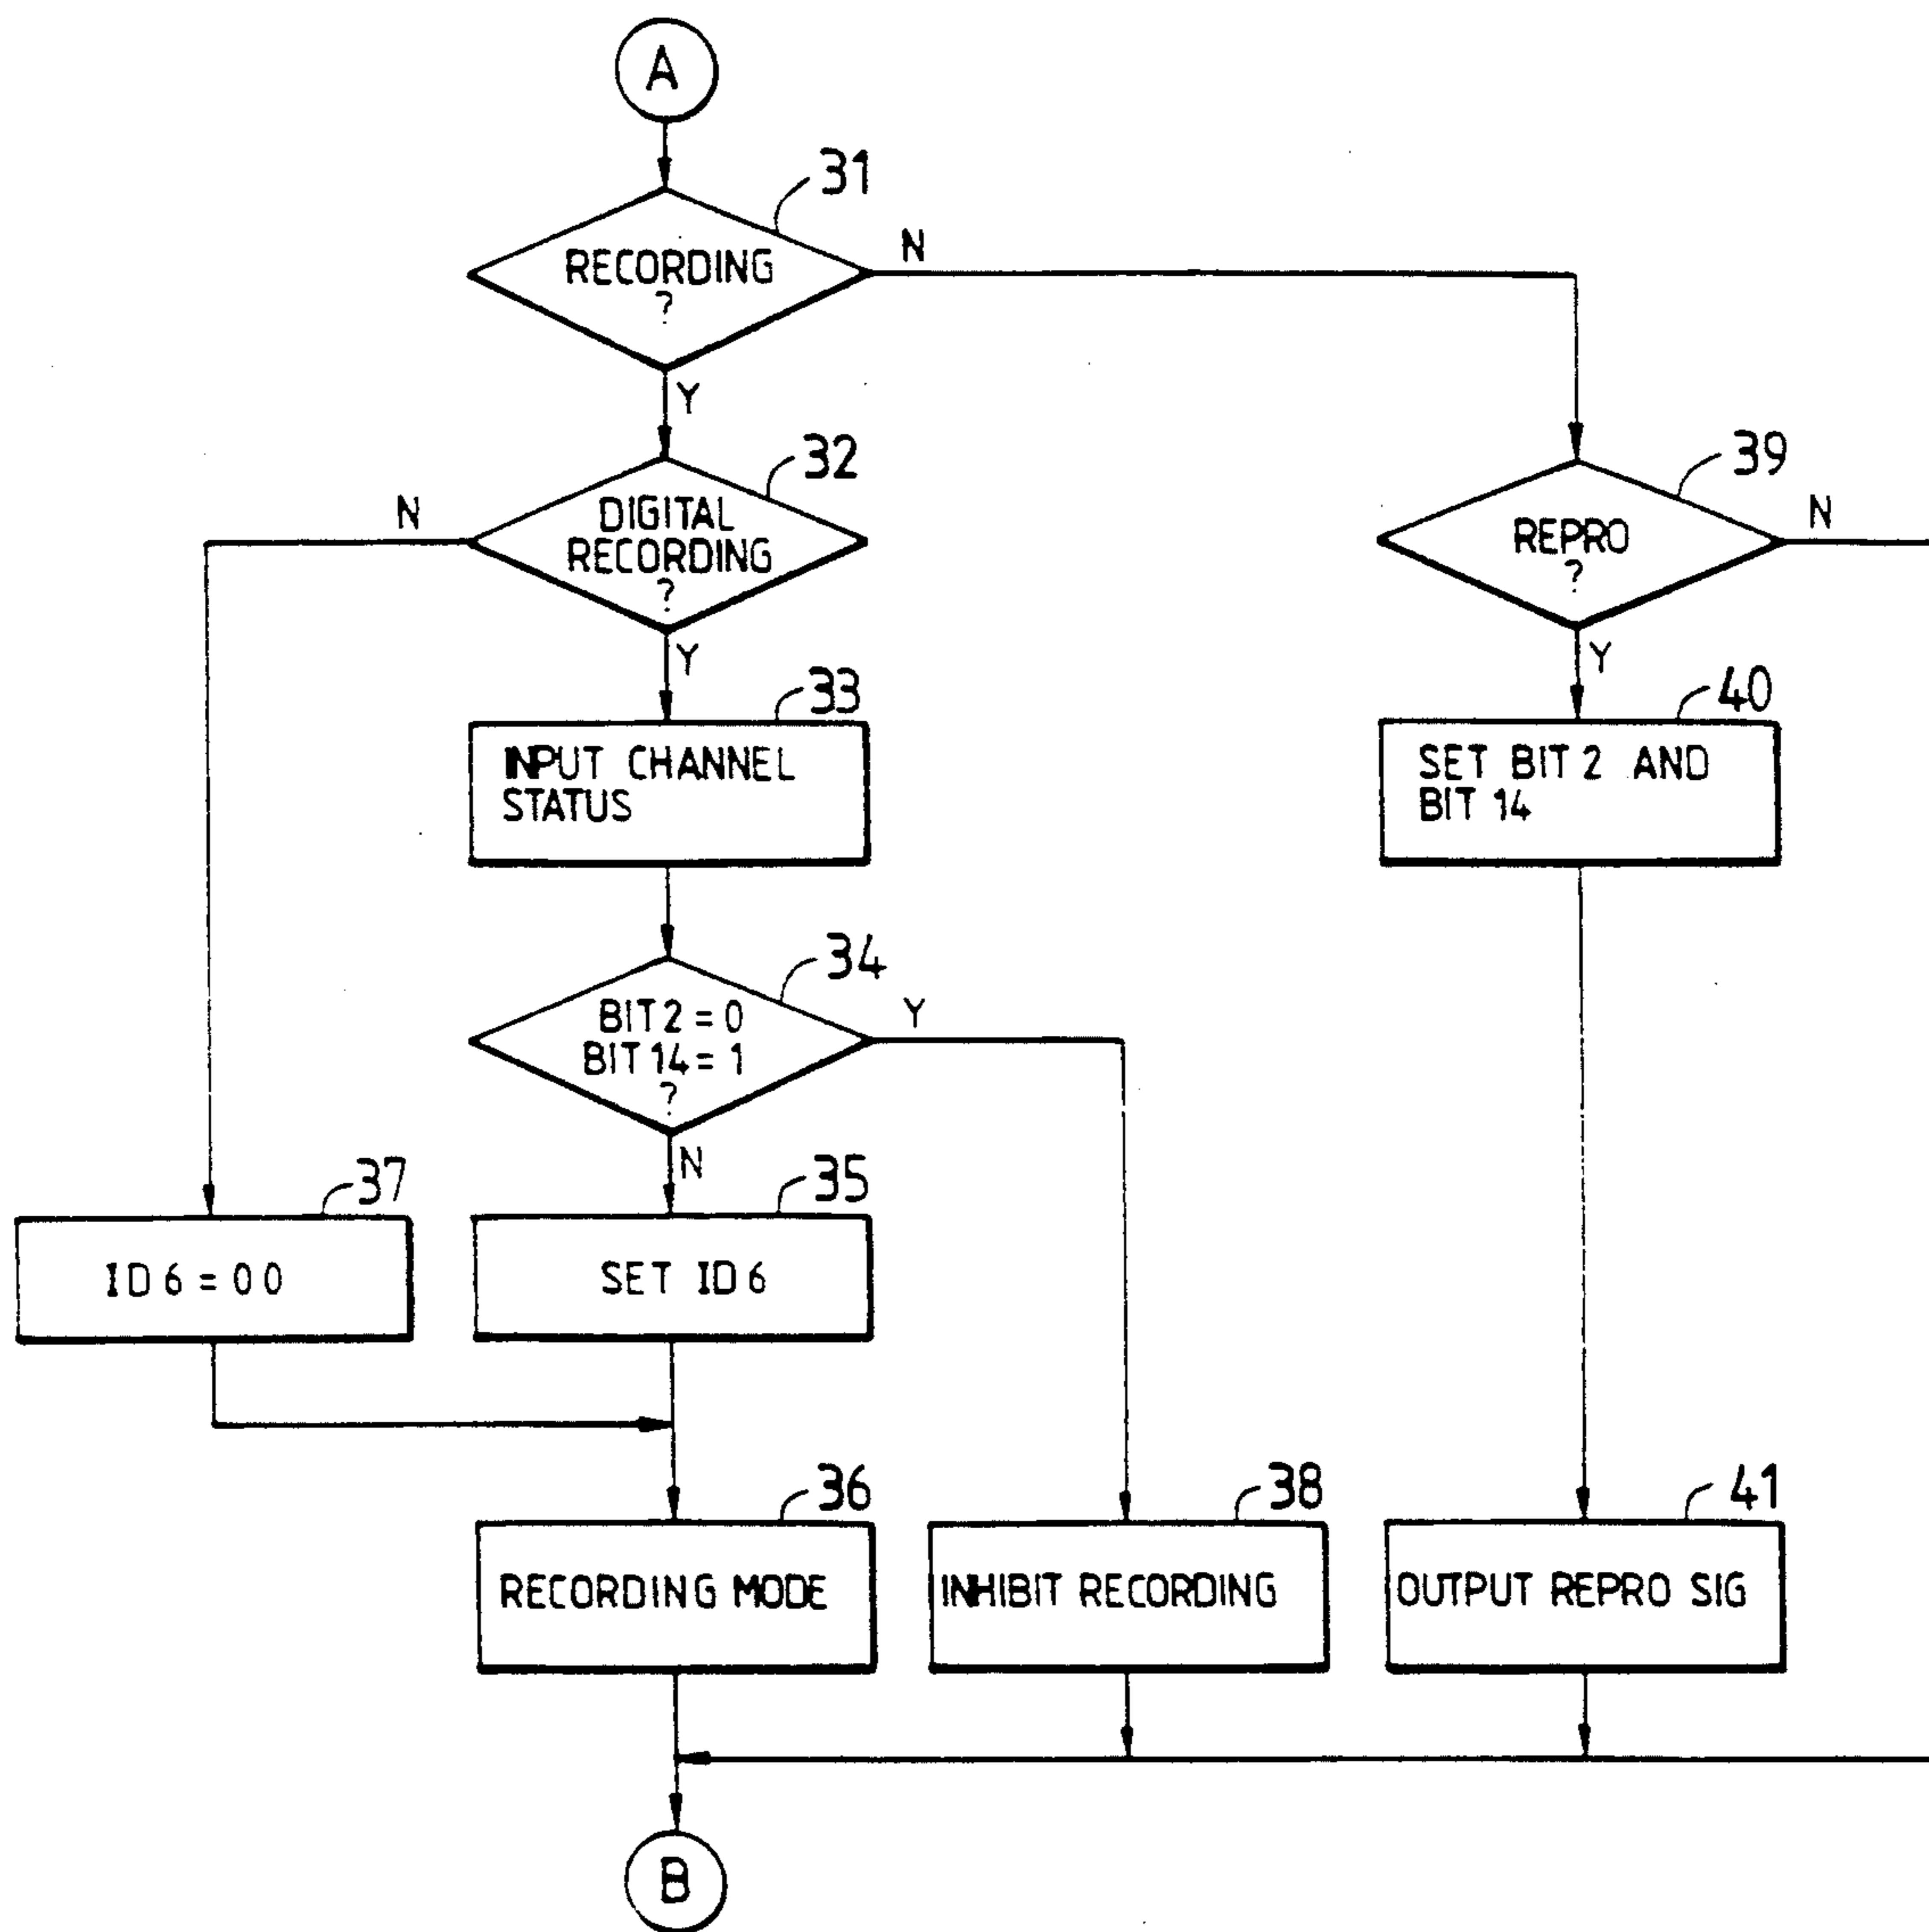 A
31
RECORDING
?
N
Y
32
DIGITAL
RECORDING
?
N
Y
39
REPRO
?
N
Y
33
INPUT CHANNEL
STATUS
40
SET BIT 2 AND
BIT 14
34
BIT 2 = 0
BIT 14 = 1
?
Y
N
37
ID 6 = 0 0
35
SET ID 6
36
RECORDING MODE
38
INHIBIT RECORDING
41
OUTPUT REPRO SIG
B